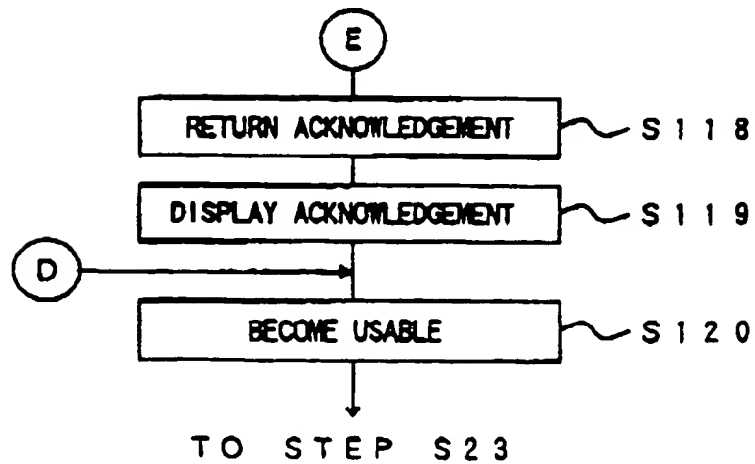 E
RETURN ACKNOWLEDGEMENT
S118
DISPLAY ACKNOWLEDGEMENT
S119
D
BECOME USABLE
S120
TO STEP S23